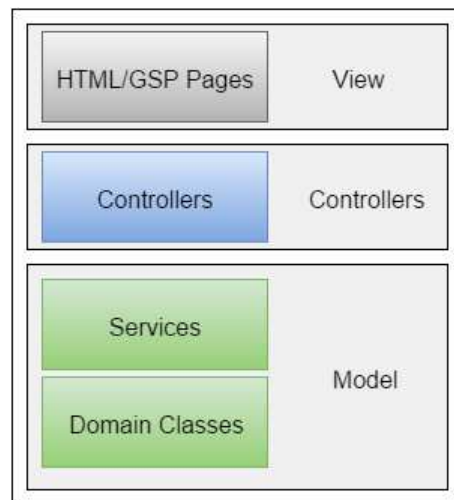 HTML/GSP Pages
View
Controllers
Controllers
Services
Model
Domain Classes